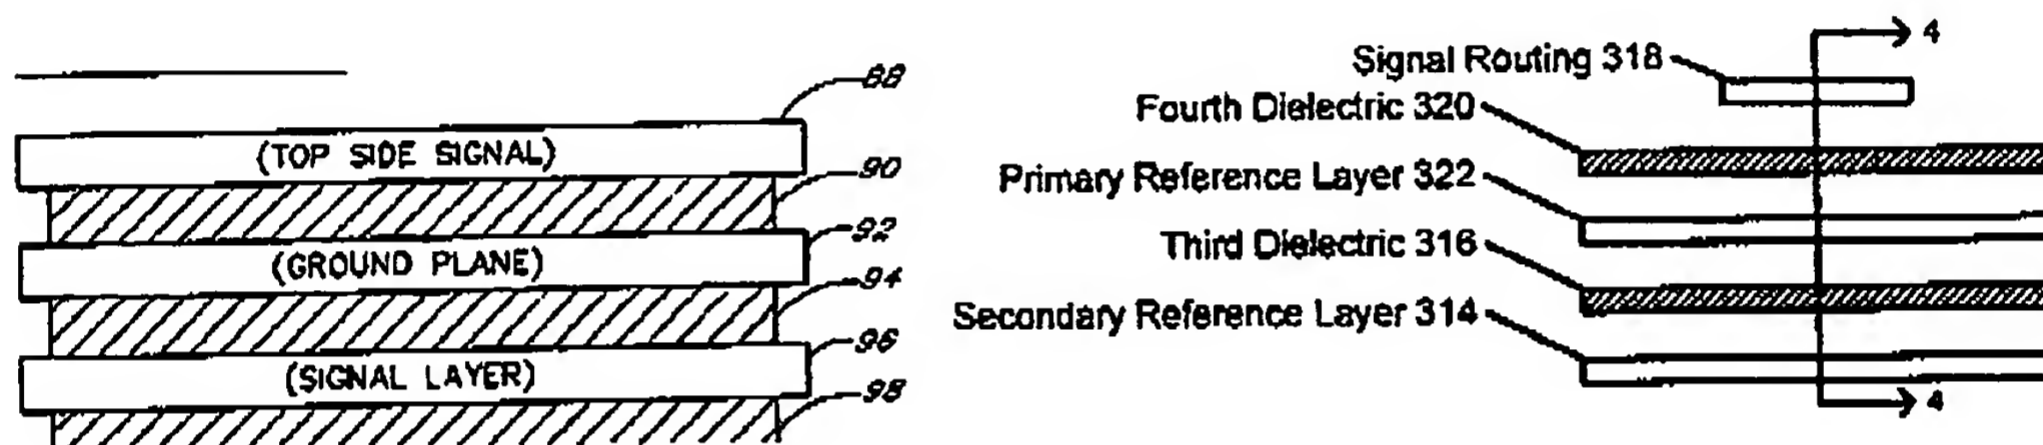 88
(TOP SIDE SIGNAL)
90
92
(GROUND PLANE)
94
96
(SIGNAL LAYER)
98
4
Signal Routing 318
Fourth Dielectric 320
Primary Reference Layer 322
Third Dielectric 316
Secondary Reference Layer 314
4